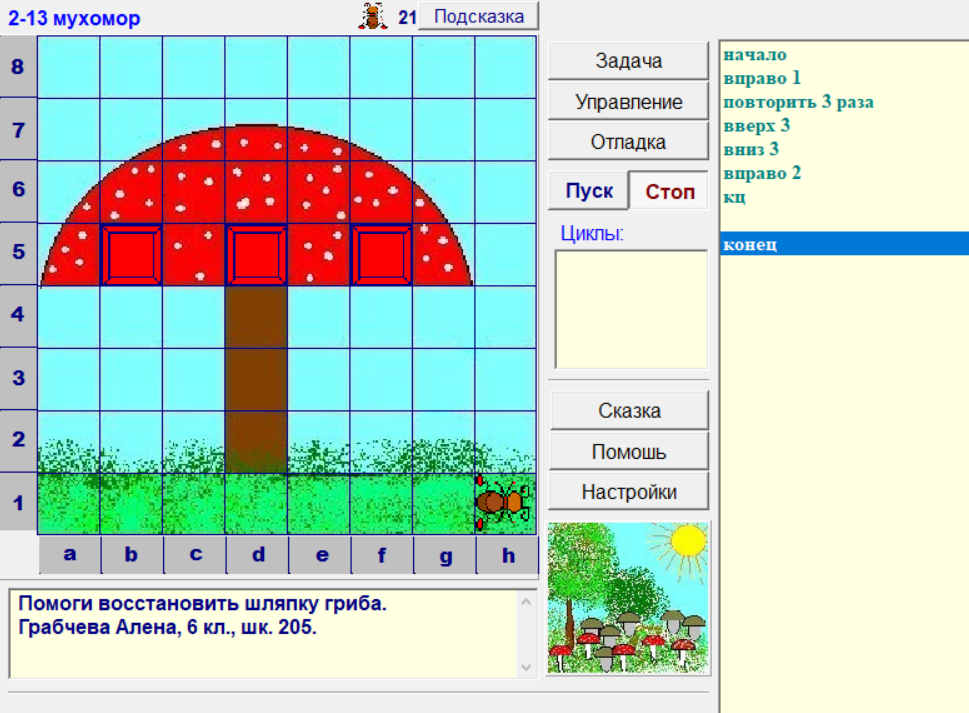 2-13 мухомор
21 Подсказка
8
7
6
5
4
3
2
1
a b c d e f g h
Помоги восстановить шляпку гриба.
Грабчева Алена, 6 кл., шк. 205.
Задача
Управление
Отладка
Пуск Стоп
Циклы:
Сказка
Помошь
Настройки
начало
вправо 1
повторить 3 раза
вверх 3
вниз 3
вправо 2
кц
конец